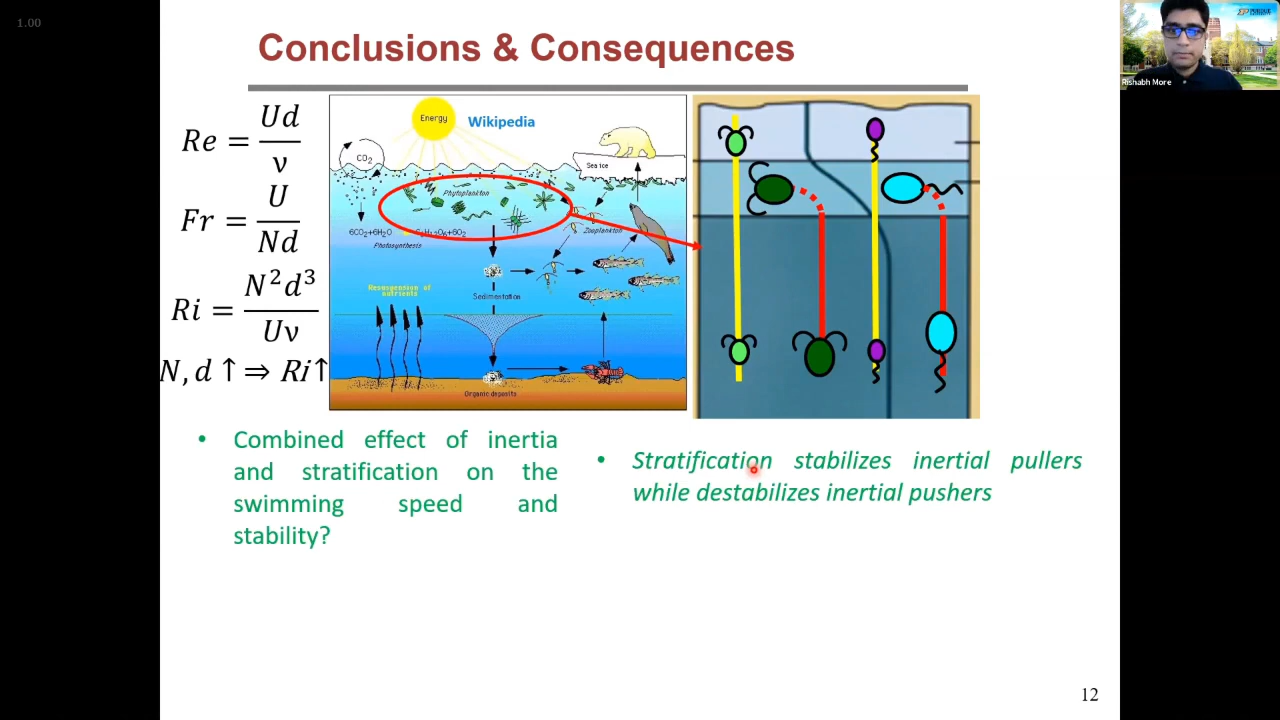 1.00
Conclusions & Consequences
Re = Ud / ν
Fr = U / Nd
Ri = N²d³ / Uν
N, d ↑ ⇒ Ri ↑
Energy
Wikipedia
CO2
Sea ice
Phytoplankton
6CO2+6H2O
Photosynthesis
Zooplankton
Resuspension of
nutrients
Sedimentation
Organic deposits
• Combined effect of inertia
and stratification on the
swimming speed and
stability?
• Stratification stabilizes inertial pullers
while destabilizes inertial pushers
12
Rishabh More